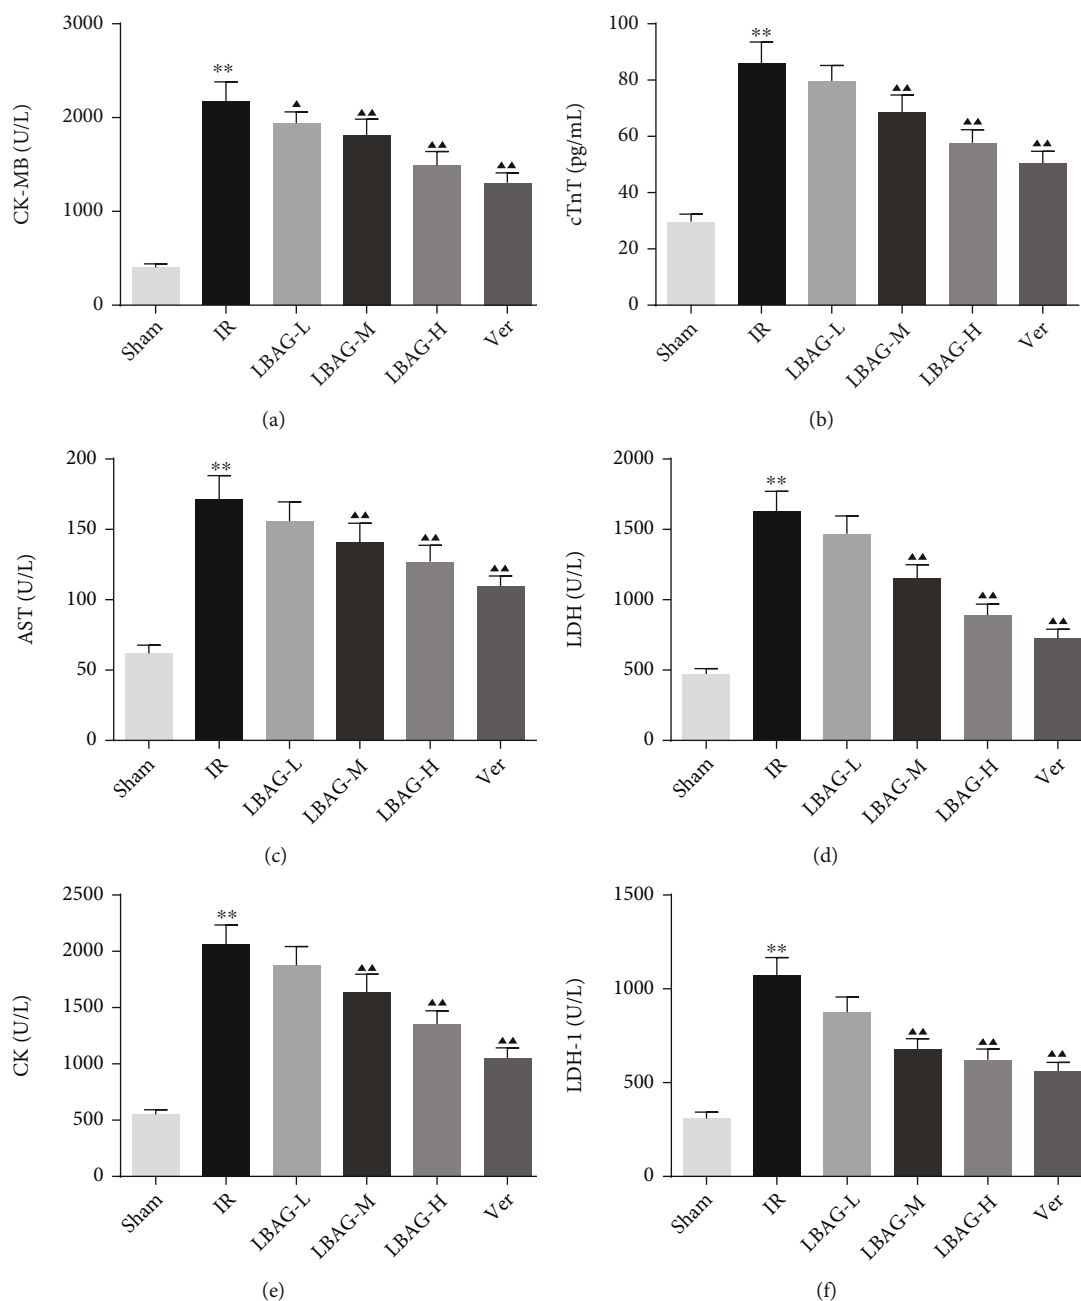 CK-MB (U/L)
3000
2000
1000
0
**
▲
▲▲
▲▲
▲▲
Sham
IR
LBAG-L
LBAG-M
LBAG-H
Ver
(a)
cTnT (pg/mL)
100
80
60
40
20
0
**
▲▲
▲▲
▲▲
Sham
IR
LBAG-L
LBAG-M
LBAG-H
Ver
(b)
AST (U/L)
200
150
100
50
0
**
▲▲
▲▲
▲▲
Sham
IR
LBAG-L
LBAG-M
LBAG-H
Ver
(c)
LDH (U/L)
2000
1500
1000
500
0
**
▲▲
▲▲
▲▲
Sham
IR
LBAG-L
LBAG-M
LBAG-H
Ver
(d)
CK (U/L)
2500
2000
1500
1000
500
0
**
▲▲
▲▲
▲▲
Sham
IR
LBAG-L
LBAG-M
LBAG-H
Ver
(e)
LDH-1 (U/L)
1500
1000
500
0
**
▲▲
▲▲
▲▲
Sham
IR
LBAG-L
LBAG-M
LBAG-H
Ver
(f)